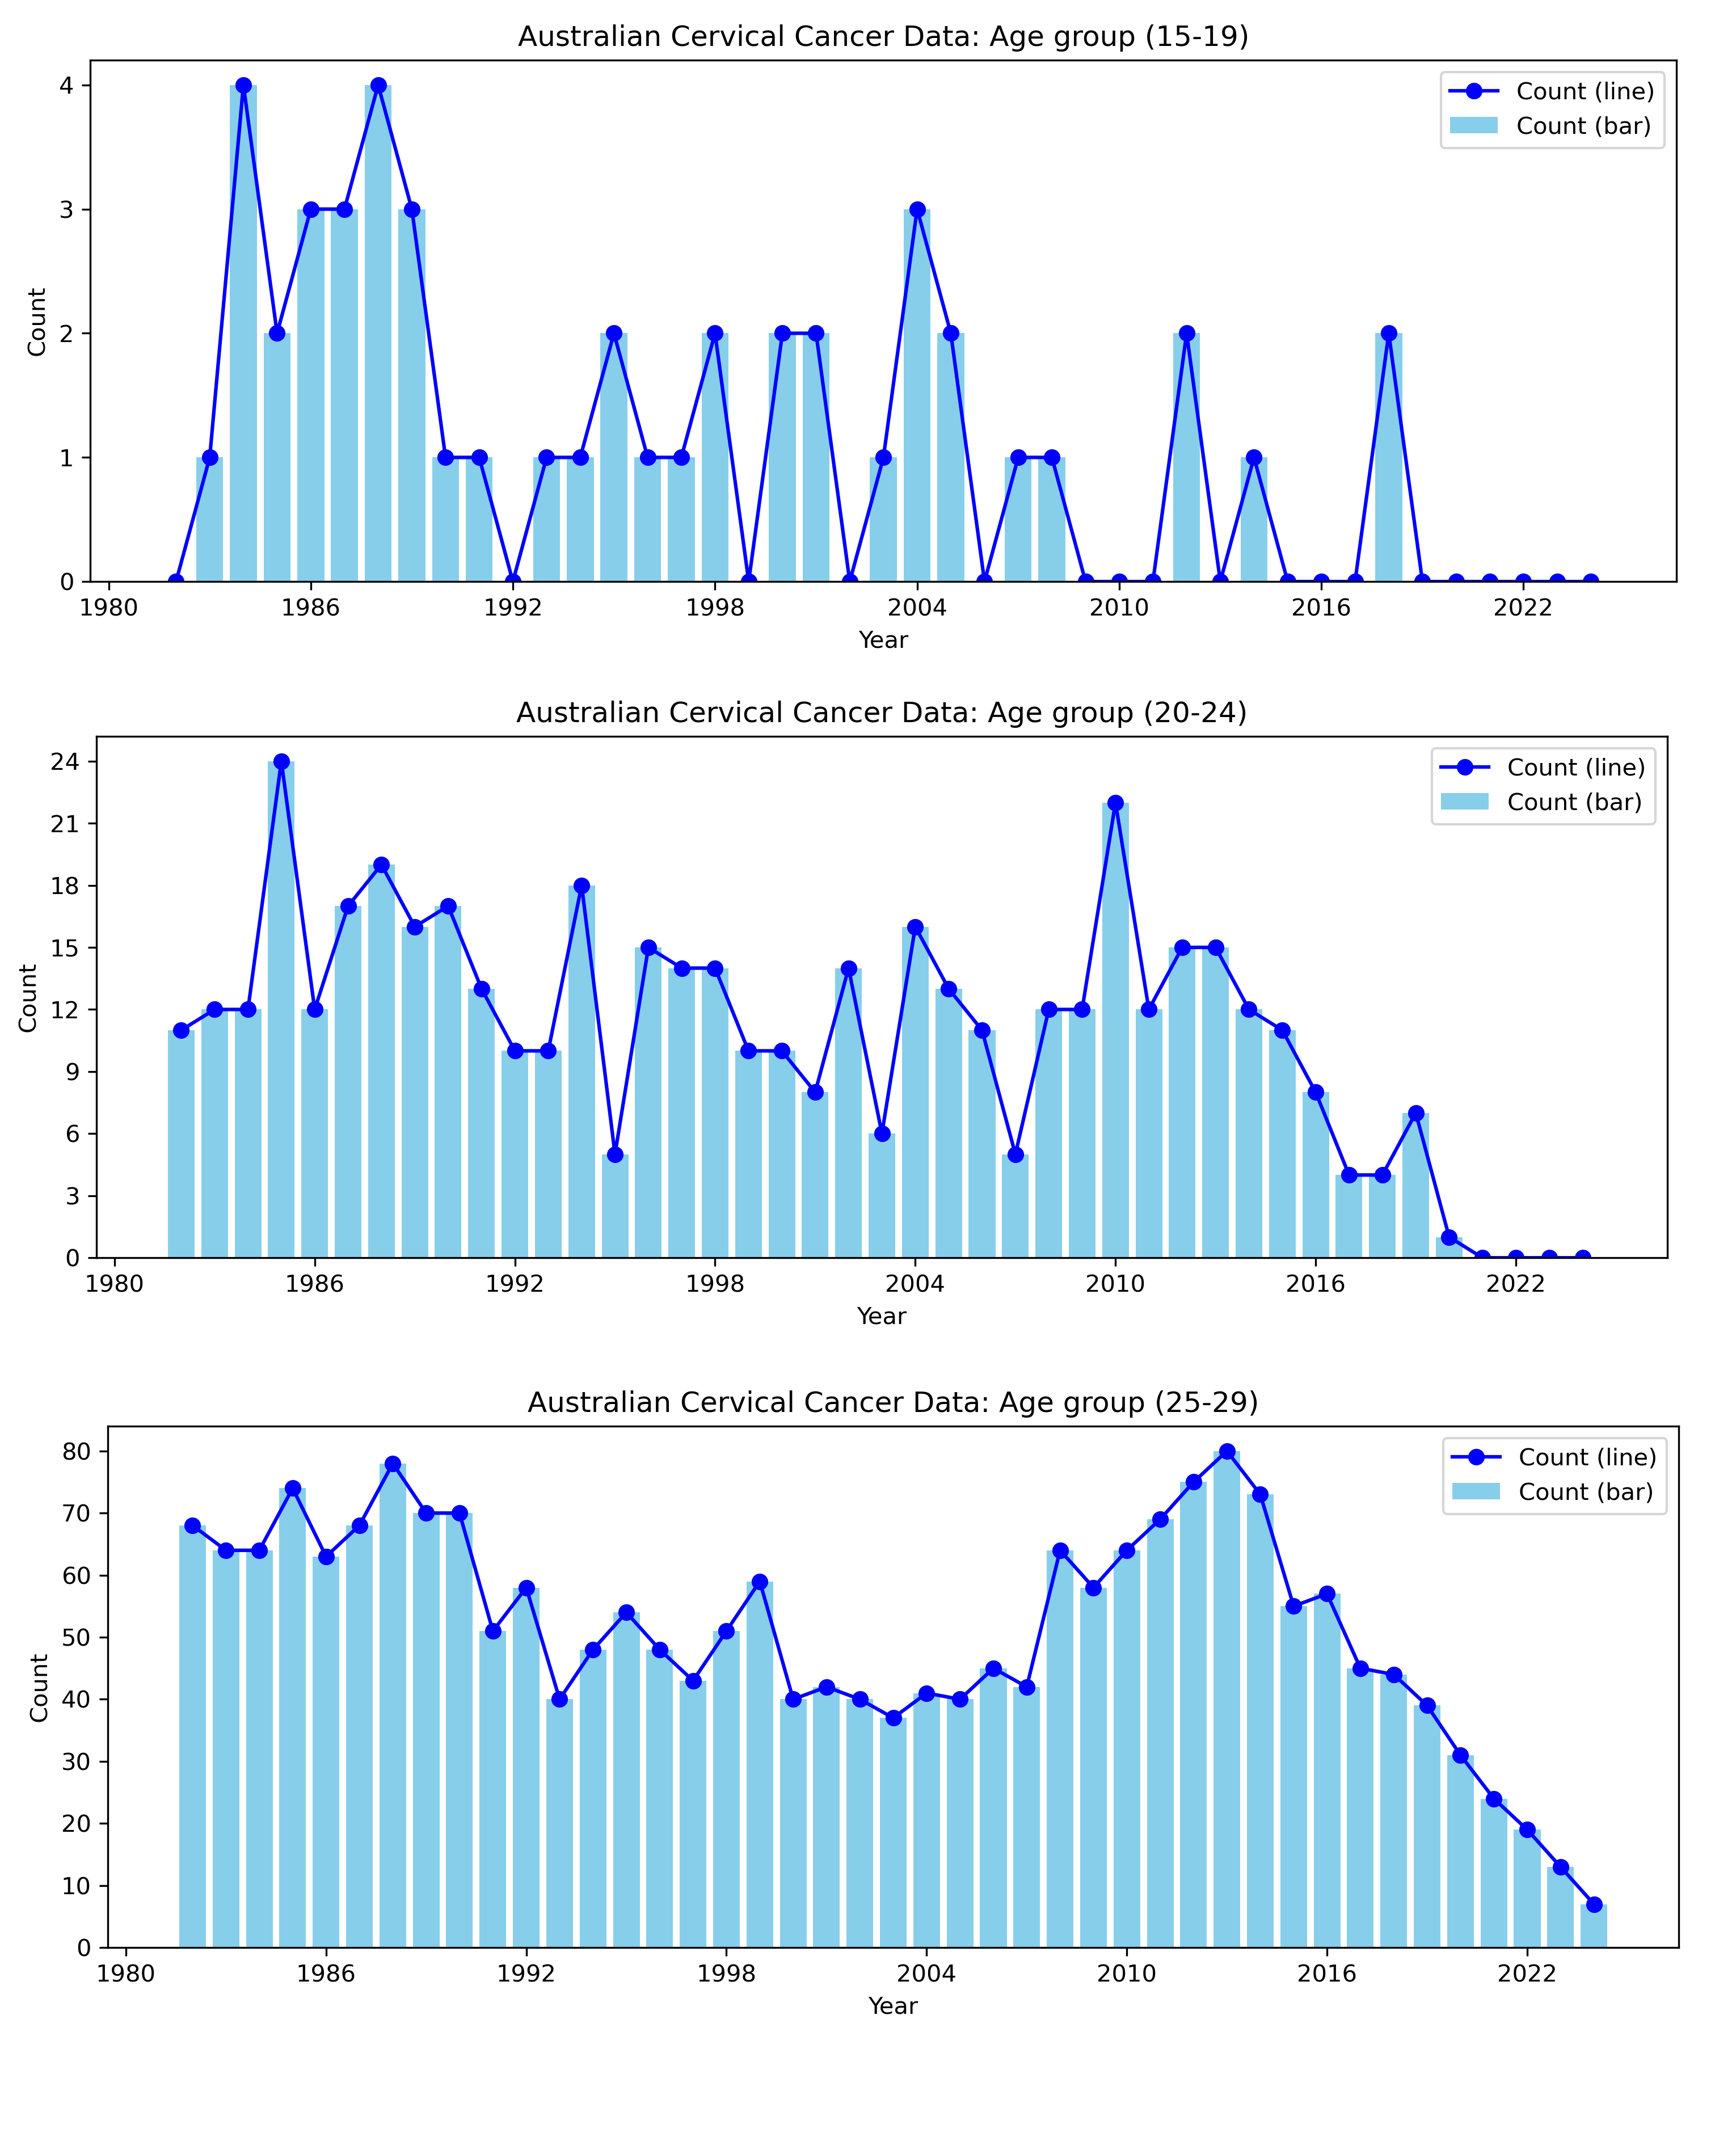 Australian Cervical Cancer Data: Age group (15-19)
Count (line)
Count (bar)
4
3
2
1
0
Count
1980 1986 1992 1998 2004 2010 2016 2022
Year
Australian Cervical Cancer Data: Age group (20-24)
Count (line)
Count (bar)
24
21
18
15
12
9
6
3
0
Count
1980 1986 1992 1998 2004 2010 2016 2022
Year
Australian Cervical Cancer Data: Age group (25-29)
Count (line)
Count (bar)
80
70
60
50
40
30
20
10
0
Count
1980 1986 1992 1998 2004 2010 2016 2022
Year